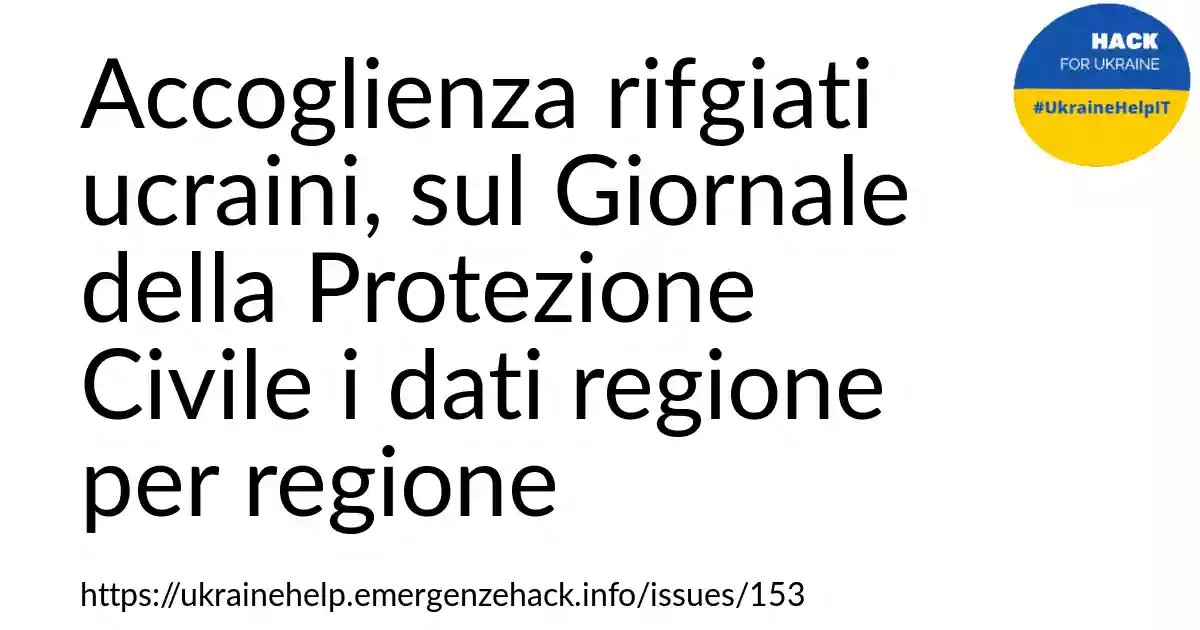 Accoglienza rifgiati
ucraini, sul Giornale
della Protezione
Civile i dati regione
per regione
https://ukrainehelp.emergenzehack.info/issues/153
HACK
FOR UKRAINE
#UkraineHelpIT